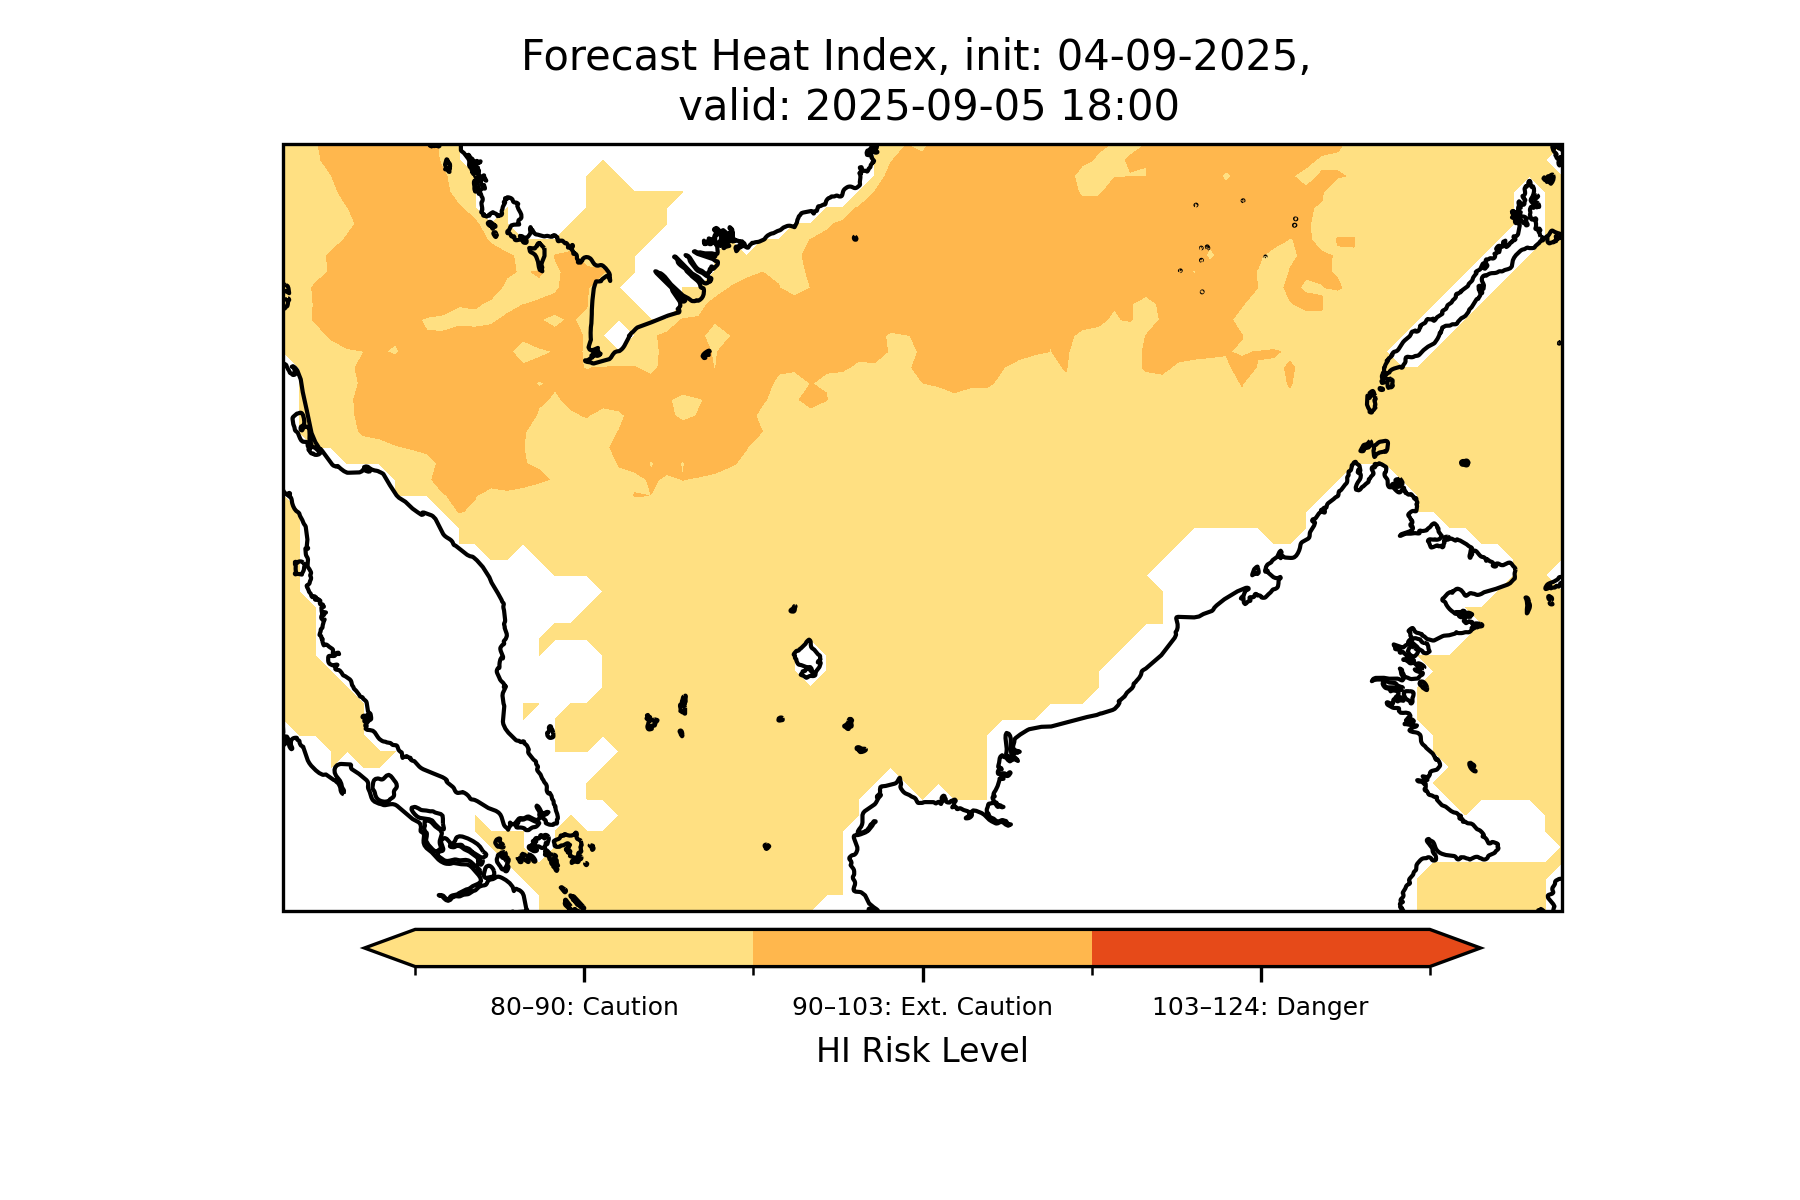 Forecast Heat Index, init: 04-09-2025,
valid: 2025-09-05 18:00
80–90: Caution
90–103: Ext. Caution
103–124: Danger
HI Risk Level